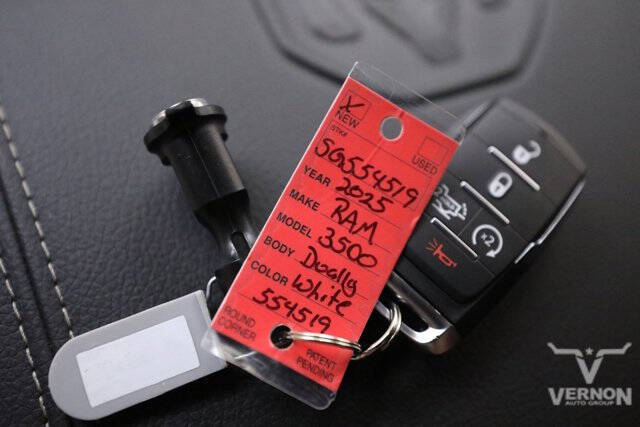 NEW
USED
STK#
SG554519
YEAR 2025
MAKE RAM
MODEL 3500
BODY Dually
COLOR White
554519
ROUND CORNER
PATENT PENDING
x2
VERNON
AUTO GROUP